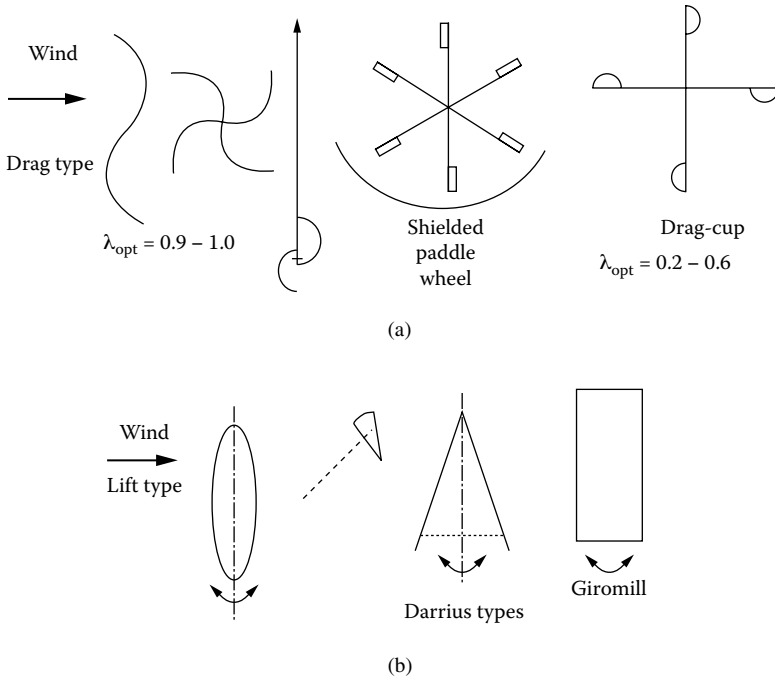 Wind
Drag type
λopt = 0.9 – 1.0
Shielded
paddle
wheel
Drag-cup
λopt = 0.2 – 0.6
(a)
Wind
Lift type
Darrius types
Giromill
(b)